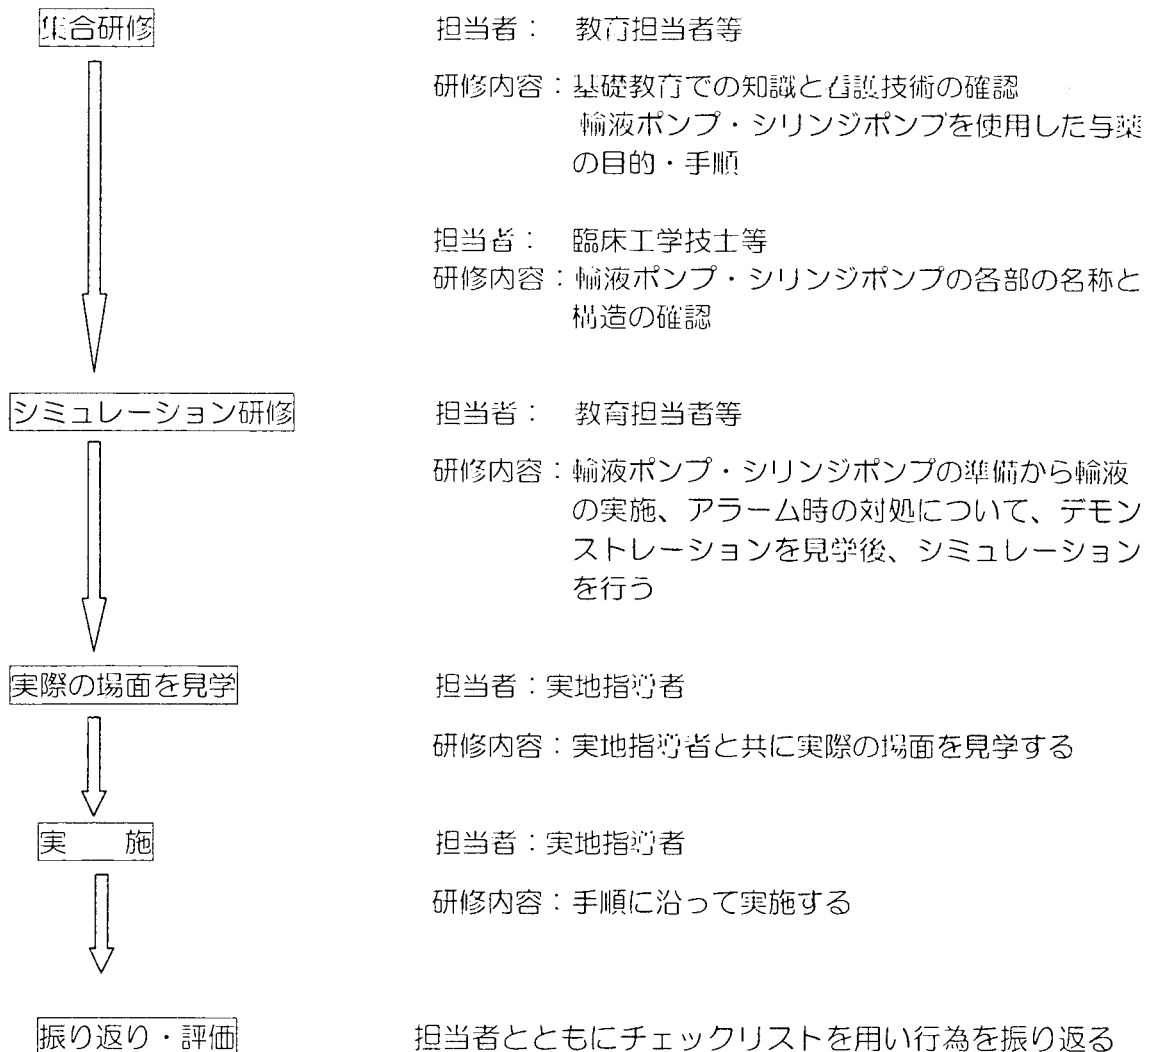 集合研修
担当者： 教育担当者等
研修内容：基礎教育での知識と看護技術の確認
輸液ポンプ・シリンジポンプを使用した与薬
の目的・手順
担当者： 臨床工学技士等
研修内容：輸液ポンプ・シリンジポンプの各部の名称と
構造の確認
シミュレーション研修
担当者： 教育担当者等
研修内容：輸液ポンプ・シリンジポンプの準備から輸液
の実施、アラーム時の対処について、デモン
ストレーションを見学後、シミュレーション
を行う
実際の場面を見学
担当者：実地指導者
研修内容：実地指導者と共に実際の場面を見学する
実　　施
担当者：実地指導者
研修内容：手順に沿って実施する
振り返り・評価
担当者とともにチェックリストを用い行為を振り返る